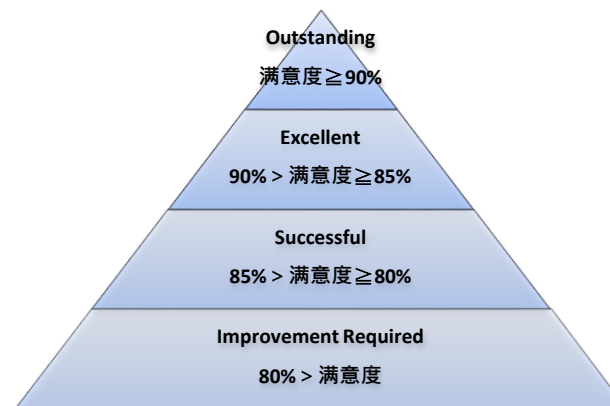 Outstanding
满意度≧90%
Excellent
90% > 满意度≧85%
Successful
85% > 满意度≧80%
Improvement Required
80% > 满意度